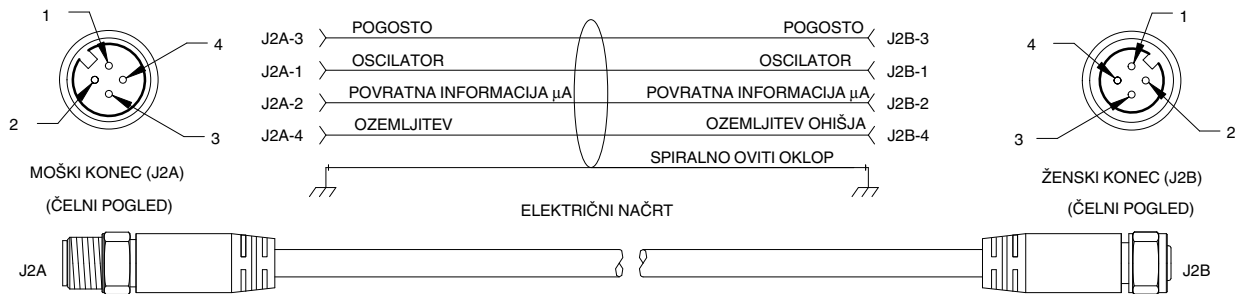 1
4
2
3
MOŠKI KONEC (J2A)
(ČELNI POGLED)
J2A-3 POGOSTO POGOSTO J2B-3
J2A-1 OSCILATOR OSCILATOR J2B-1
J2A-2 POVRATNA INFORMACIJA µA POVRATNA INFORMACIJA µA J2B-2
J2A-4 OZEMLJITEV OZEMLJITEV OHIŠJA J2B-4
SPIRALNO OVITI OKLOP
ELEKTRIČNI NAČRT
1
4
3
2
ŽENSKI KONEC (J2B)
(ČELNI POGLED)
J2A
J2B